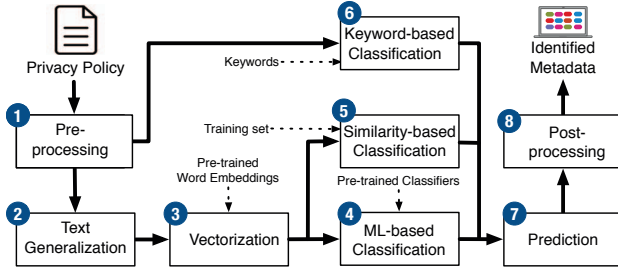 6
Keyword-based
Classification
Privacy Policy
Keywords
Identified
Metadata
1
Pre-
processing
5
Training set
Similarity-based
Classification
8
Post-
processing
Pre-trained
Word Embeddings
Pre-trained Classifiers
2
Text
Generalization
3
Vectorization
4
ML-based
Classification
7
Prediction